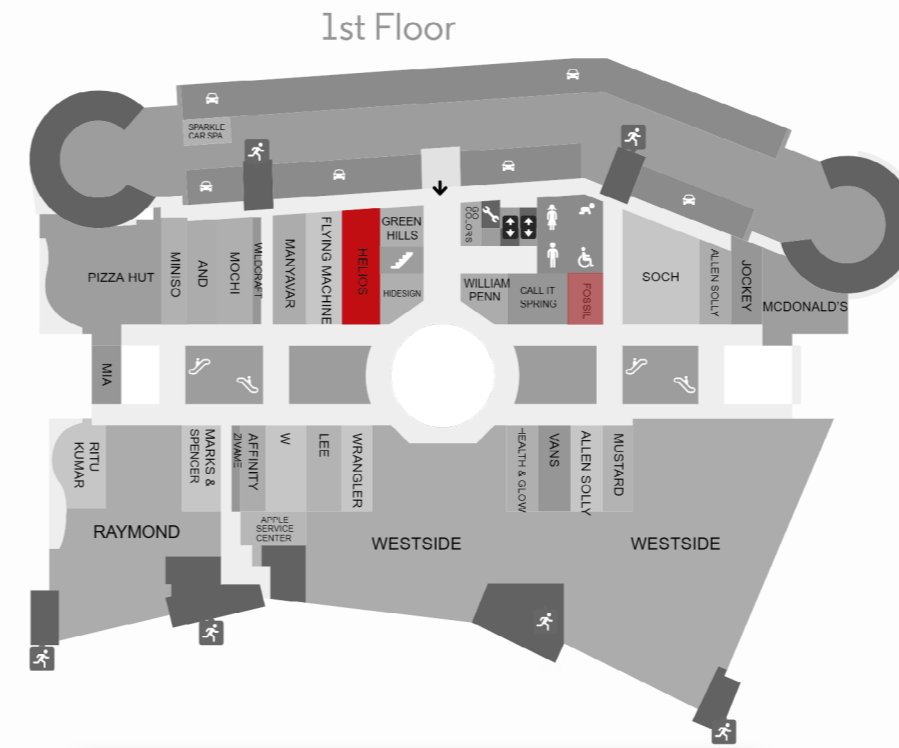 1st Floor
SPARKLE
CAR SPA
PIZZA HUT
MINISO
AND
MOCHI
WILDCRAFT
MANYAVAR
FLYING MACHINE
HELIOS
GREEN
HILLS
HIDESIGN
GO
COLORS
WILLIAM
PENN
CALL IT
SPRING
FOSSIL
SOCH
ALLEN SOLLY
JOCKEY
MCDONALD'S
MIA
RITU
KUMAR
MARKS &
SPENCER
ZIVAME
AFFINITY
W
LEE
WRANGLER
HEALTH & GLOW
VANS
ALLEN SOLLY
MUSTARD
RAYMOND
APPLE
SERVICE
CENTER
WESTSIDE
WESTSIDE